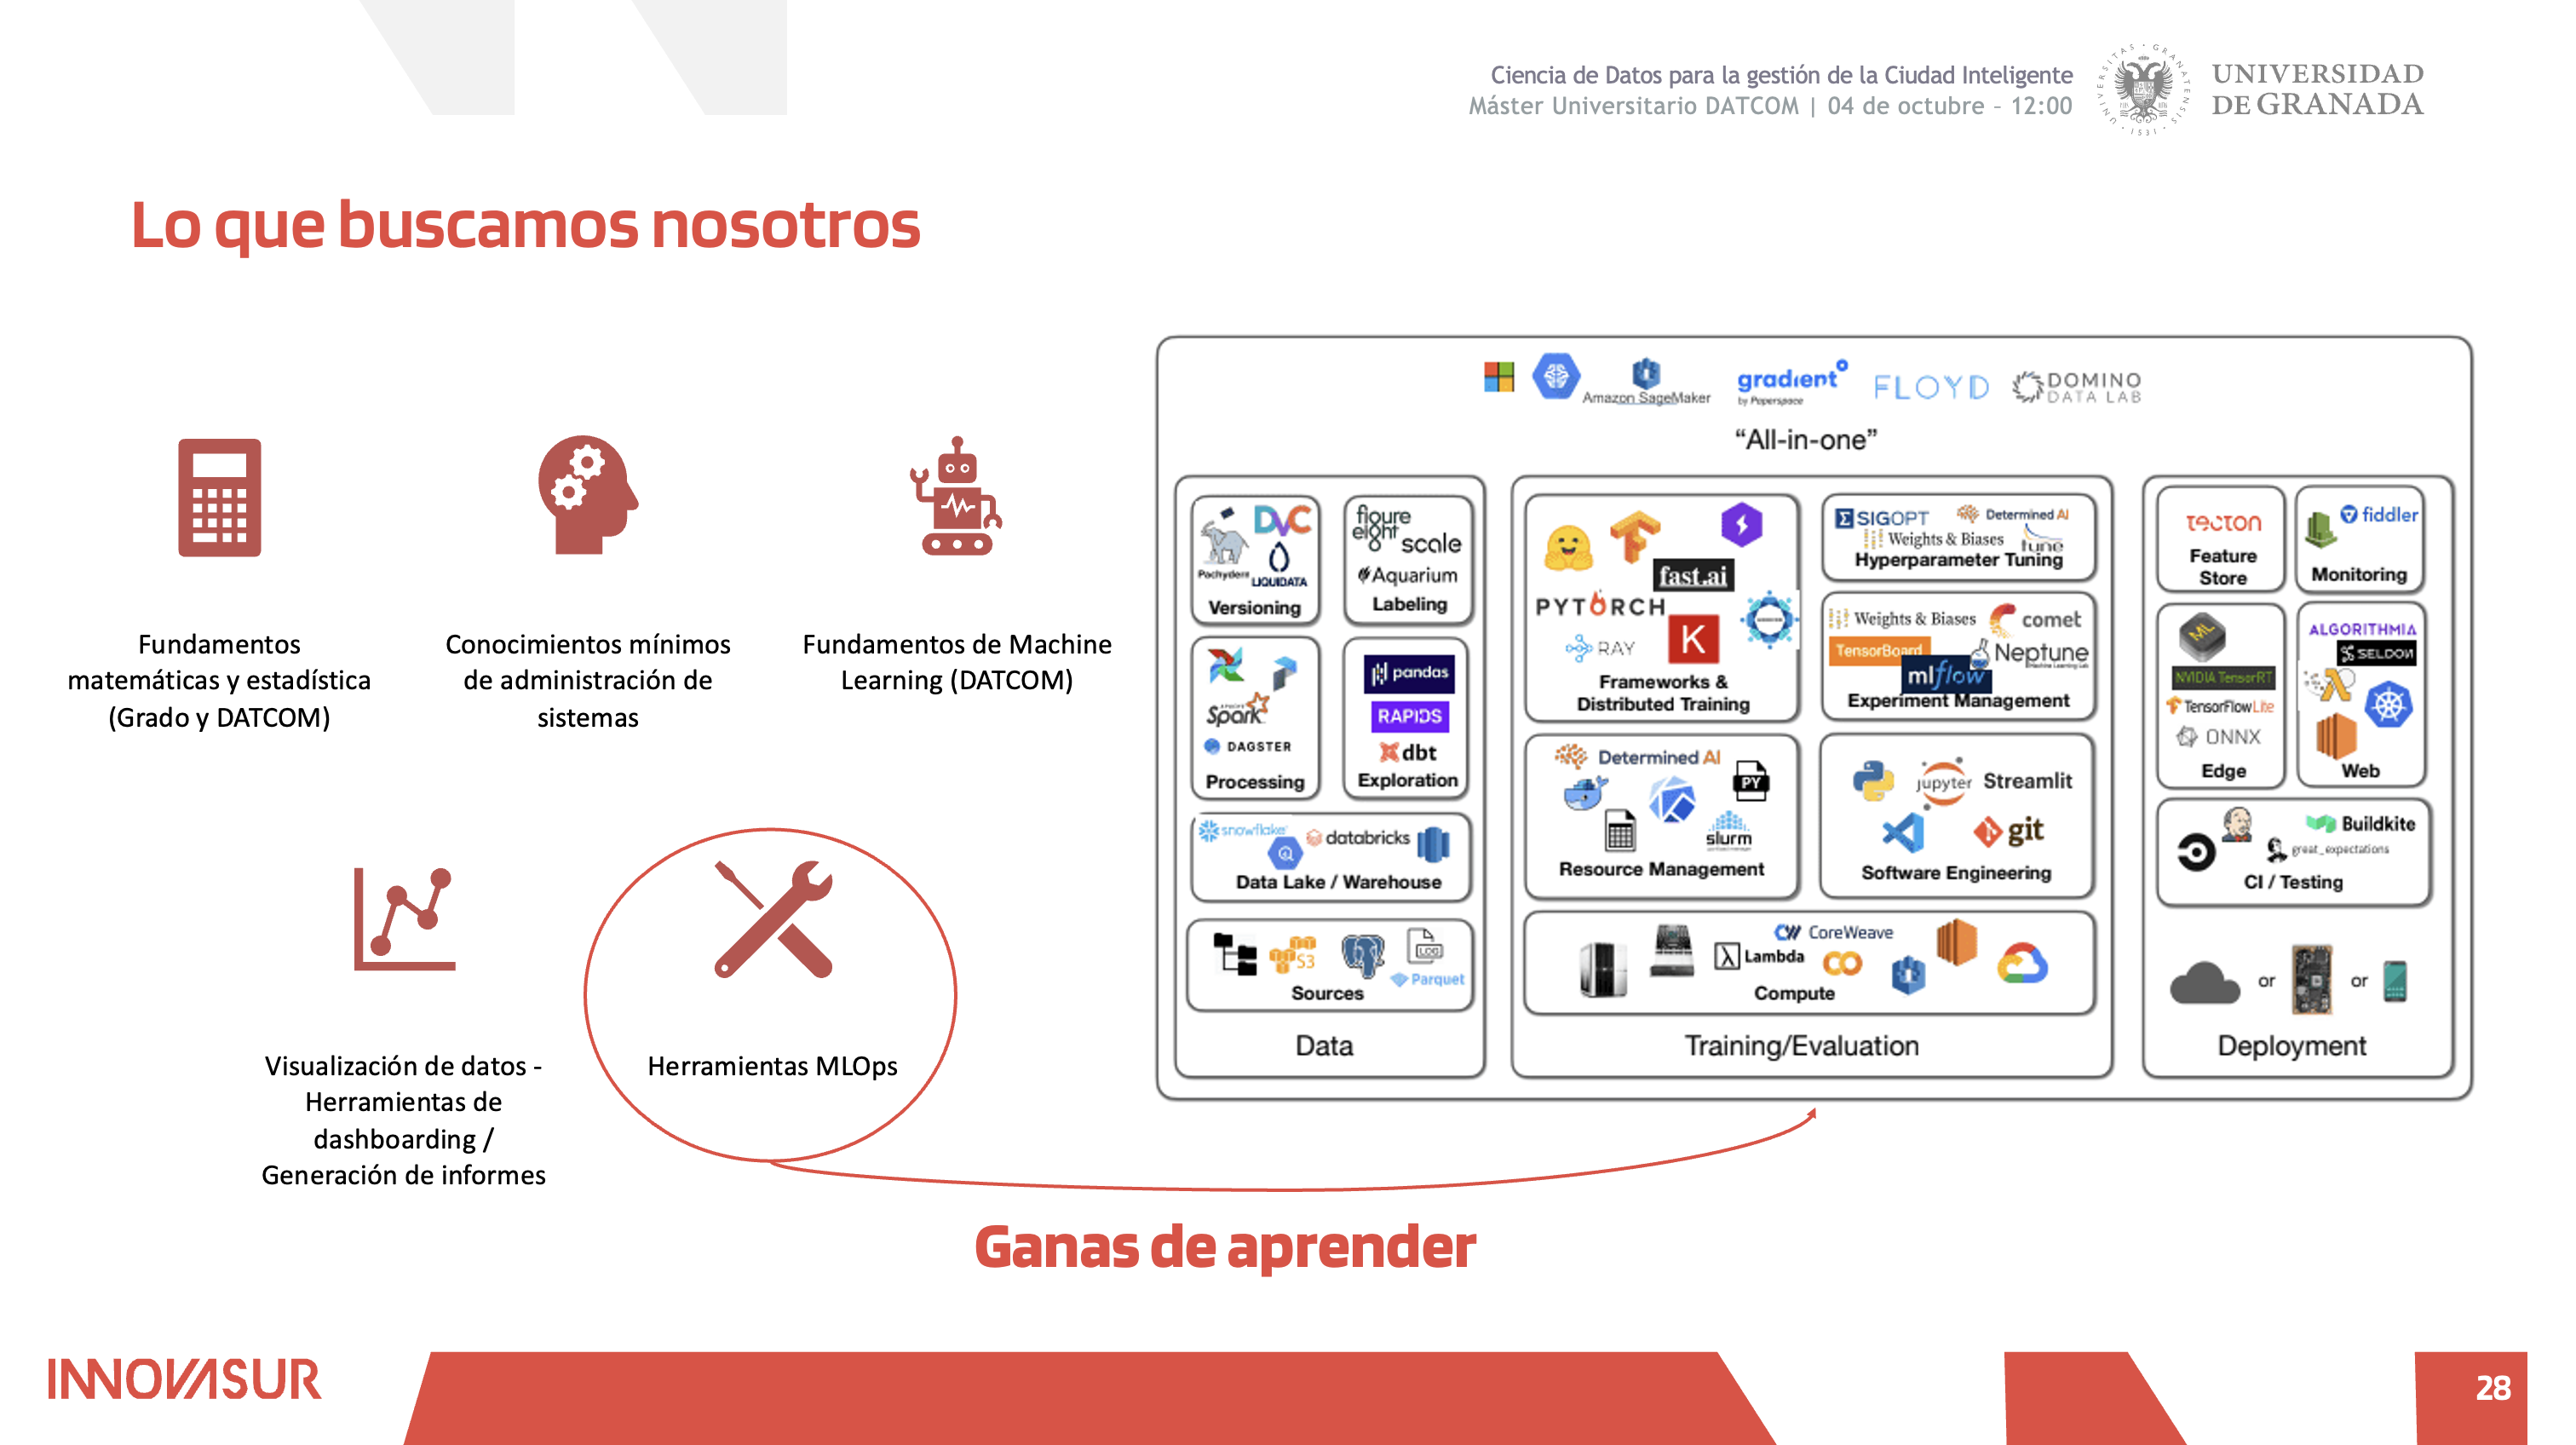 Ciencia de Datos para la gestión de la Ciudad Inteligente
Máster Universitario DATCOM | 04 de octubre – 12:00
UNIVERSIDAD
DE GRANADA
Lo que buscamos nosotros
Fundamentos
matemáticas y estadística
(Grado y DATCOM)
Conocimientos mínimos
de administración de
sistemas
Fundamentos de Machine
Learning (DATCOM)
Visualización de datos -
Herramientas de
dashboarding /
Generación de informes
Herramientas MLOps
Amazon SageMaker
gradient
by Paperspace
FLOYD
DOMINO
DATA LAB
“All-in-one”
DVC
Pachyderm
LIQUIDATA
Versioning
figure
eight
scale
Aquarium
Labeling
APACHE
Spark
DAGSTER
Processing
pandas
RAPIDS
dbt
Exploration
snowflake
databricks
Data Lake / Warehouse
S3
LOG
Parquet
Sources
Data
fast.ai
PYTORCH
RAY
K
Frameworks &
Distributed Training
SIGOPT
Determined AI
Weights & Biases
tune
Hyperparameter Tuning
Weights & Biases
comet
TensorBoard
Neptune
mlflow
Experiment Management
Determined AI
PY
slurm
Resource Management
jupyter
Streamlit
git
Software Engineering
CoreWeave
Lambda
Compute
Training/Evaluation
tecton
Feature
Store
fiddler
Monitoring
ML
NVIDIA TensorRT
TensorFlow Lite
ONNX
Edge
ALGORITHMIA
SELDON
Web
Buildkite
great_expectations
CI / Testing
or
or
Deployment
Ganas de aprender
INNOVASUR
28